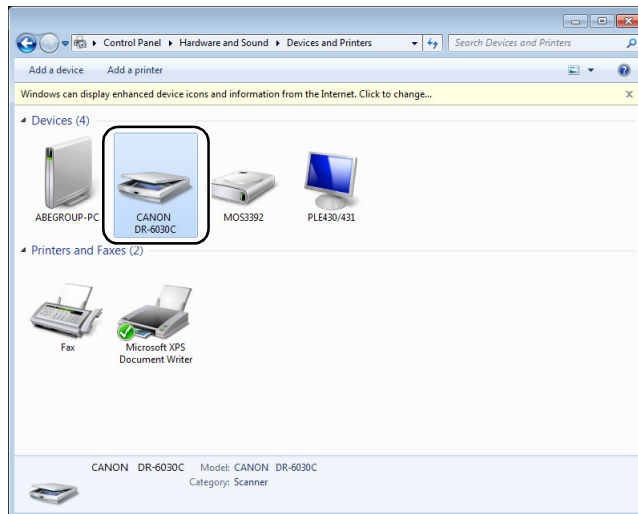 Control Panel ▸ Hardware and Sound ▸ Devices and Printers
Search Devices and Printers
Add a device Add a printer
Windows can display enhanced device icons and information from the Internet. Click to change... x
Devices (4)
ABEGROUP-PC
CANON
DR-6030C
MOS3392
PLE430/431
Printers and Faxes (2)
Fax
Microsoft XPS
Document Writer
CANON DR-6030C Model: CANON DR-6030C
Category: Scanner